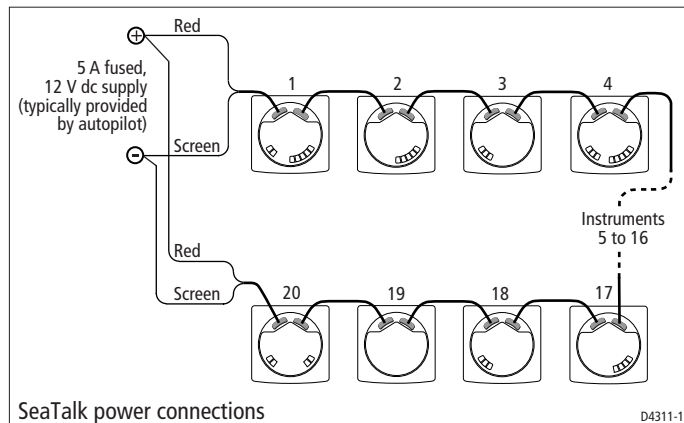 Red
5 A fused,
12 V dc supply
(typically provided
by autopilot)
1
2
3
4
Screen
Instruments
5 to 16
Red
Screen
20
19
18
17
SeaTalk power connections
D4311-1